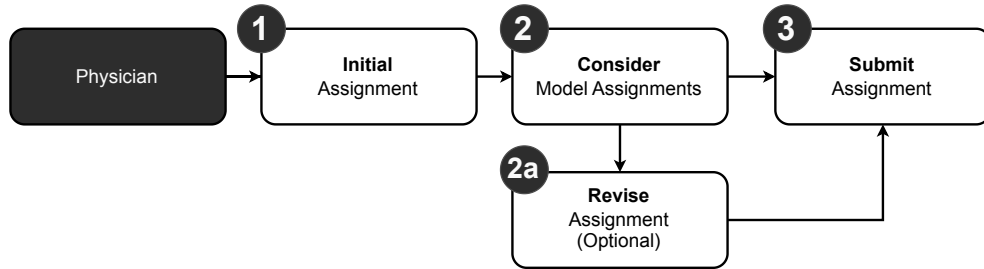 Physician
1
Initial
Assignment
2
Consider
Model Assignments
3
Submit
Assignment
2a
Revise
Assignment
(Optional)